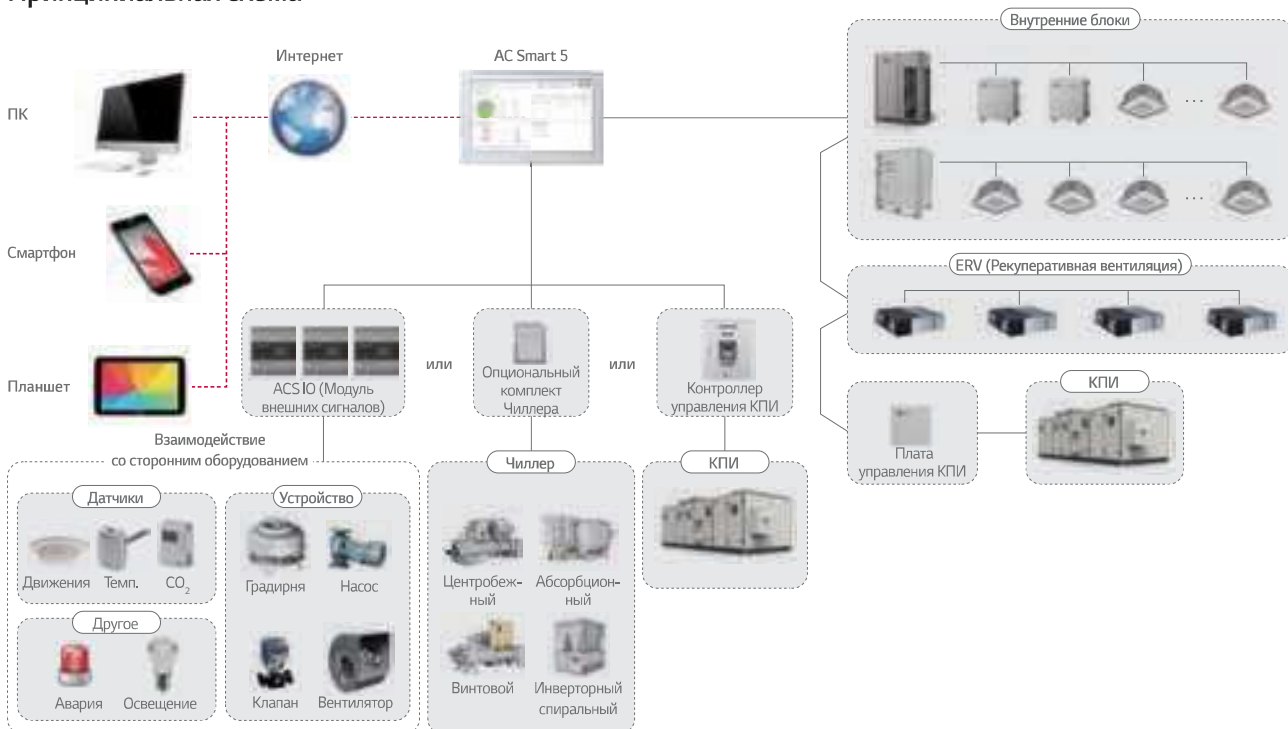 Внутренние блоки
Интернет
AC Smart 5
ПК
Смартфон
ERV (Рекуперативная вентиляция)
Планшет
ACS IO (Модуль
внешних сигналов)
или
Опциональный
комплект
Чиллера
или
Контроллер
управления КПИ
КПИ
Плата
управления КПИ
Взаимодействие
со сторонним оборудованием
Датчики
Движения
Темп.
CO2
Другое
Авария
Освещение
Устройство
Градирня
Насос
Клапан
Вентилятор
Чиллер
Центробеж-
ный
Абсорбцион-
ный
Винтовой
Инверторный
спиральный
КПИ